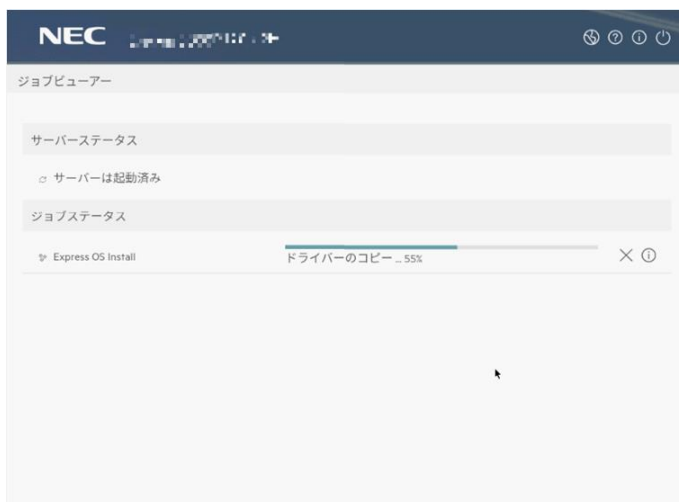 NEC
ジョブビューアー
サーバーステータス
サーバーは起動済み
ジョブステータス
Express OS Install
ドライバーのコピー ... 55%